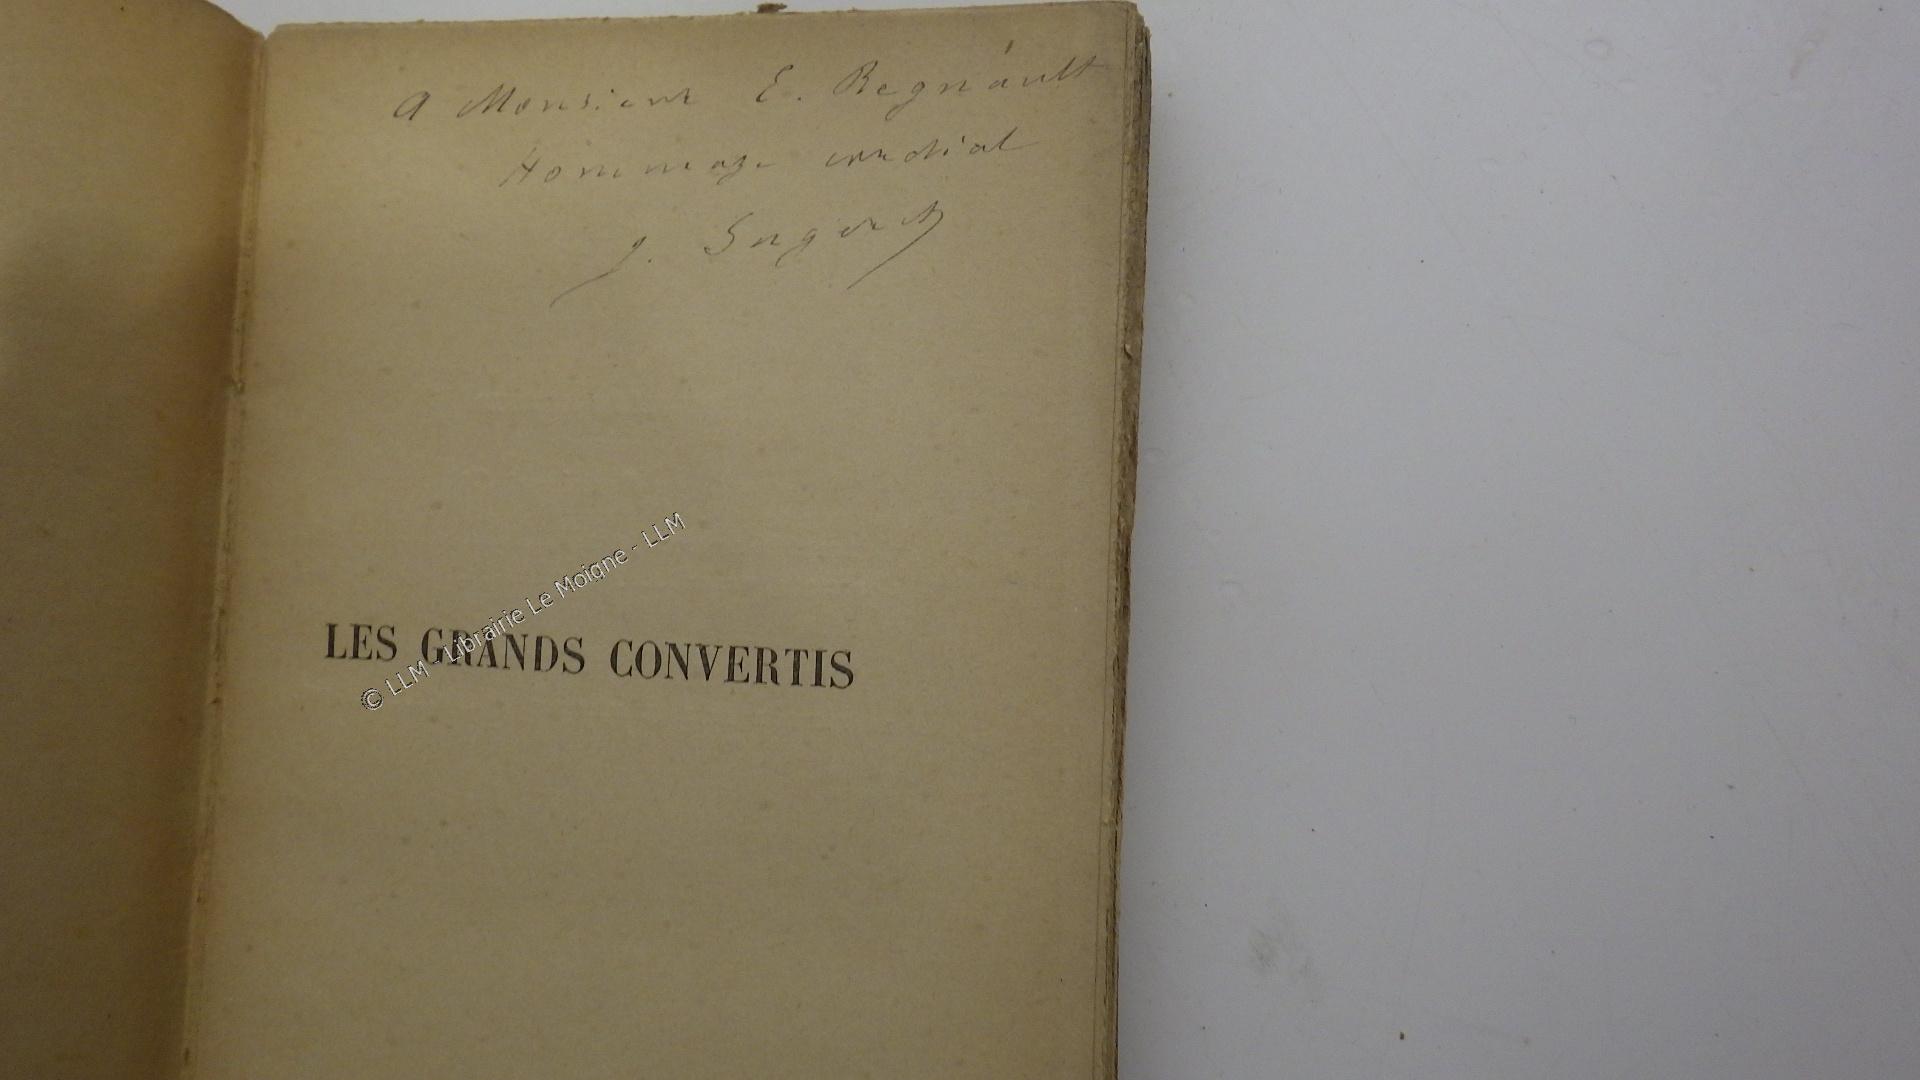 A Monsieur E. Regnault
Hommage cordial
J. Sageret
LES GRANDS CONVERTIS
© LLM - Librairie Le Moigne - LLM